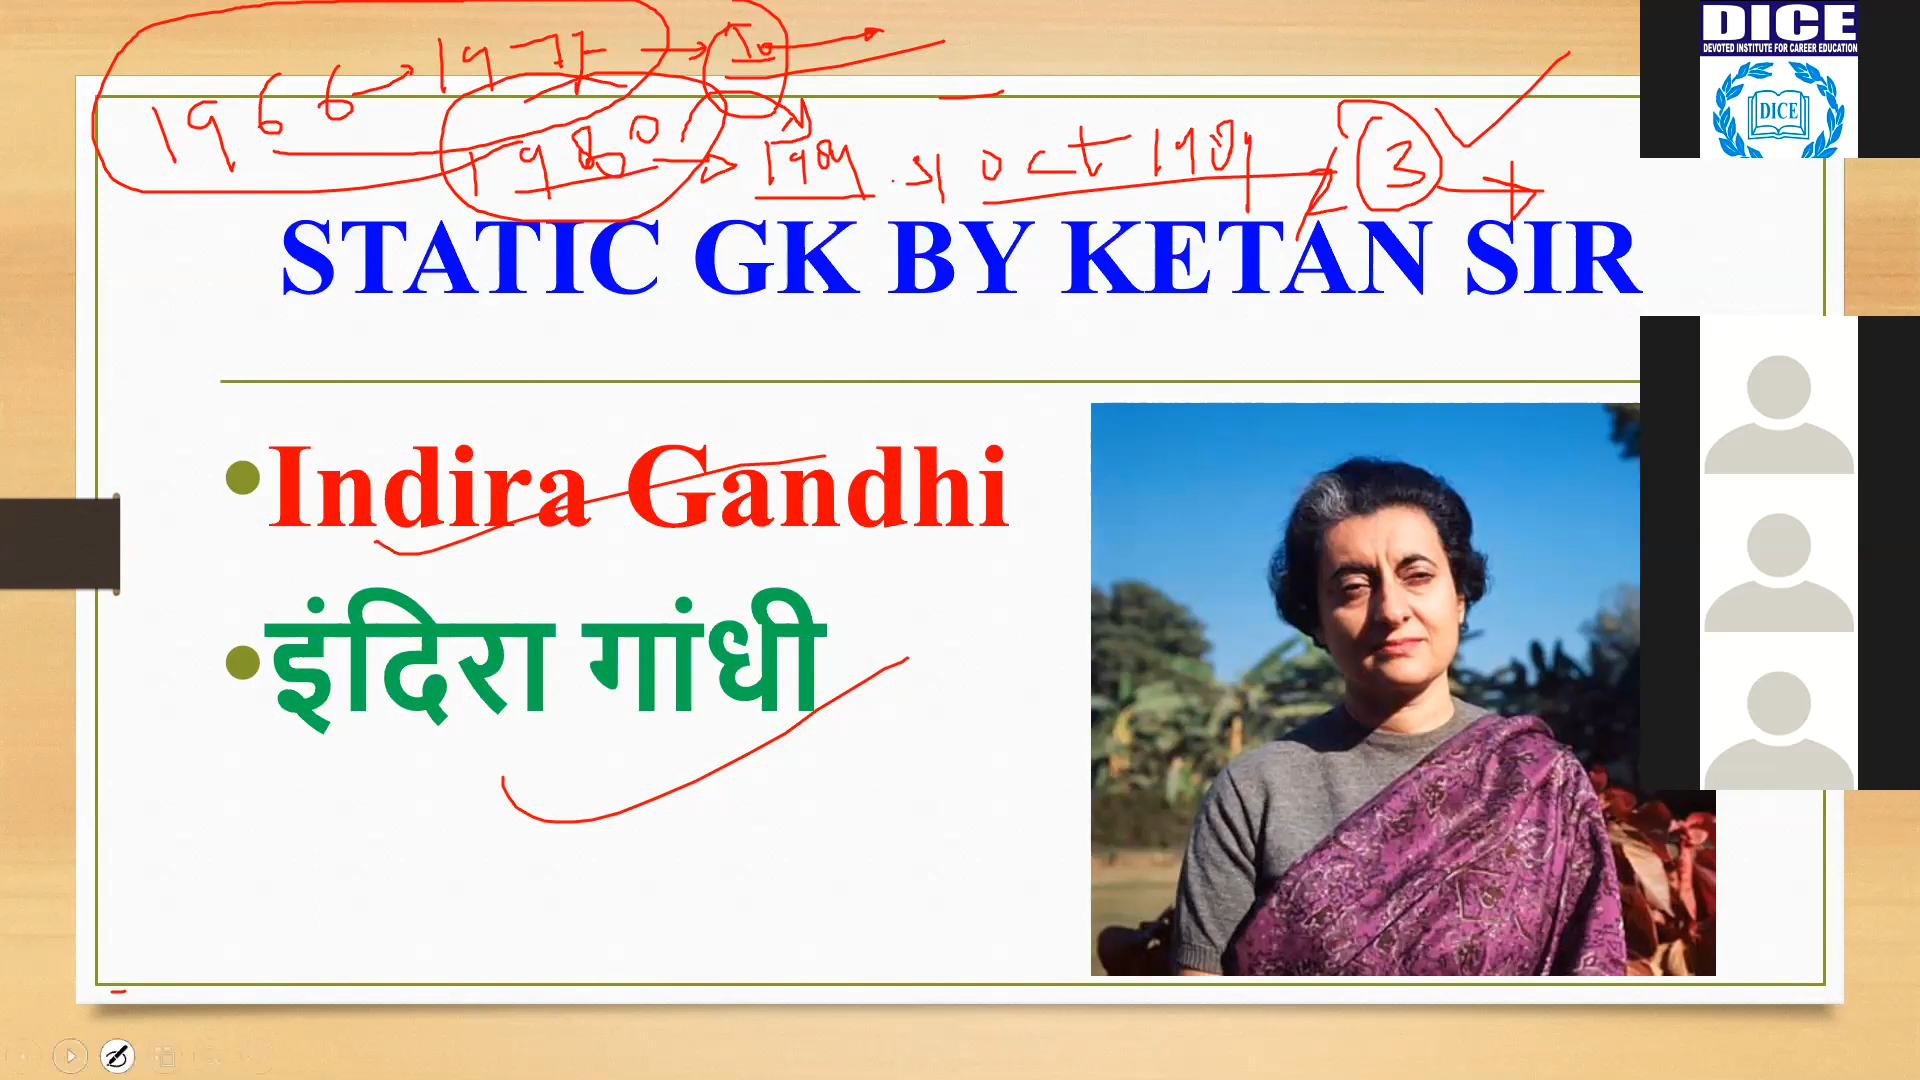 DICE
DEVOTED INSTITUTE FOR CAREER EDUCATION
DICE
1966 1977 10
1980 1984 31 oct 1984 3
STATIC GK BY KETAN SIR
Indira Gandhi
इंदिरा गांधी